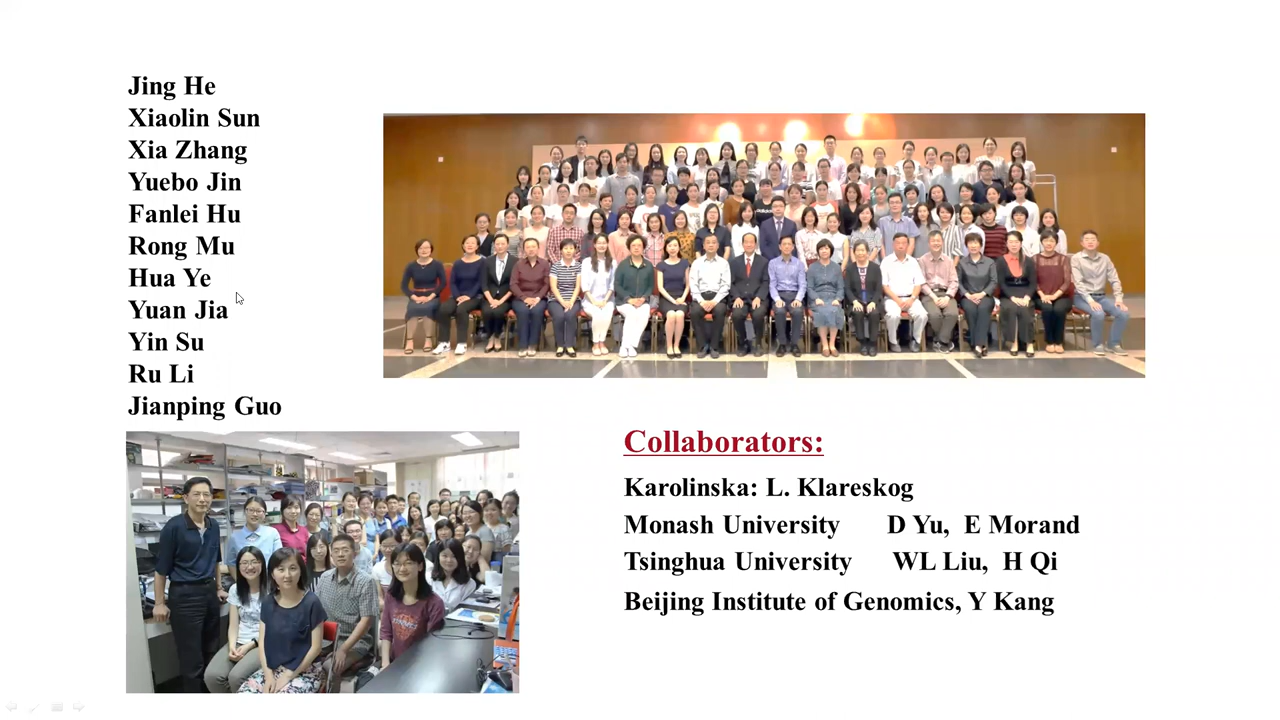 Jing He
Xiaolin Sun
Xia Zhang
Yuebo Jin
Fanlei Hu
Rong Mu
Hua Ye
Yuan Jia
Yin Su
Ru Li
Jianping Guo
Collaborators:
Karolinska: L. Klareskog
Monash University D Yu, E Morand
Tsinghua University WL Liu, H Qi
Beijing Institute of Genomics, Y Kang